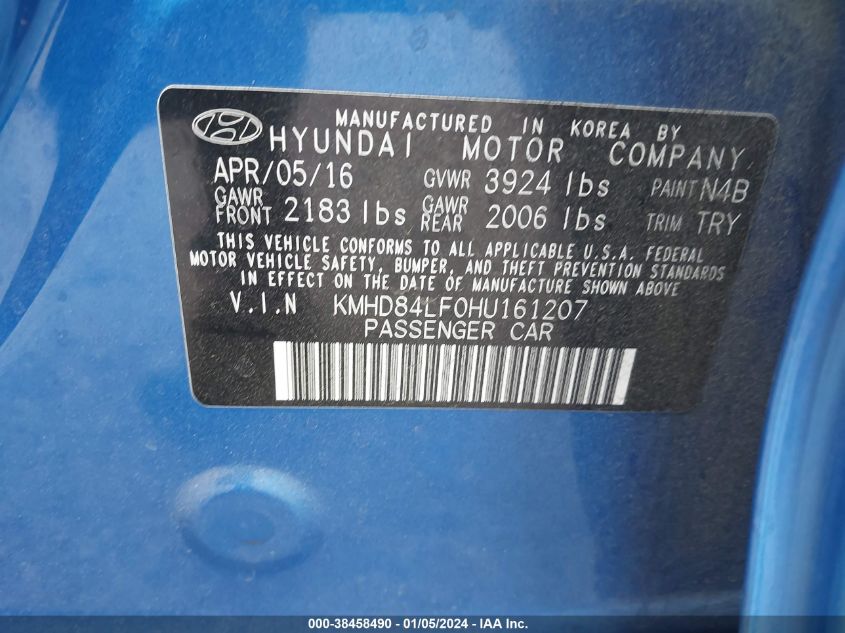 MANUFACTURED IN KOREA BY
HYUNDAI MOTOR COMPANY
APR/05/16 GVWR 3924 lbs PAINT N4B
GAWR FRONT 2183 lbs GAWR REAR 2006 lbs TRIM TRY
THIS VEHICLE CONFORMS TO ALL APPLICABLE U.S.A. FEDERAL
MOTOR VEHICLE SAFETY, BUMPER, AND THEFT PREVENTION STANDARDS
IN EFFECT ON THE DATE OF MANUFACTURE SHOWN ABOVE
V.I.N KMHD84LF0HU161207
PASSENGER CAR
000-38458490 - 01/05/2024 - IAA, Inc.